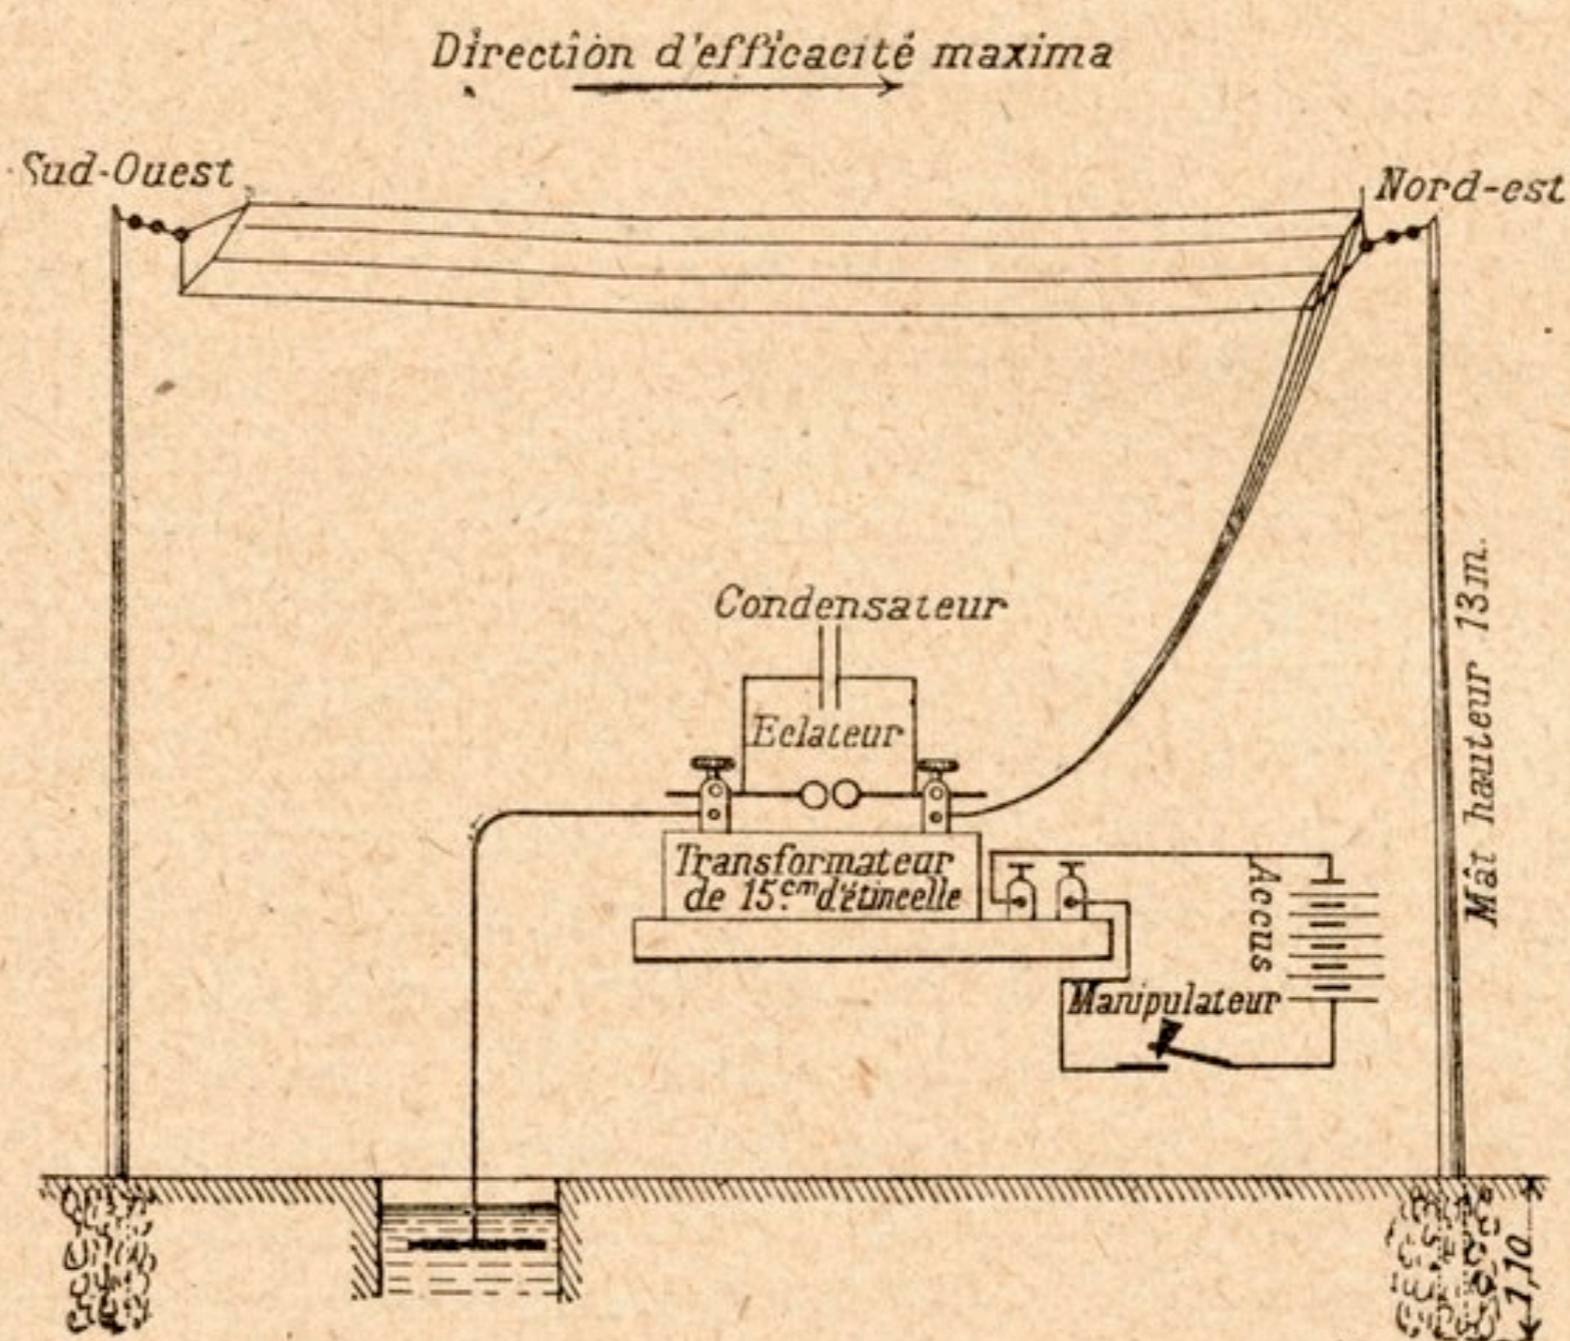 Direction d'efficacité maxima
Sud-Ouest
Nord-est
Condensateur
Eclateur
Transformateur
de 15cm d'étincelle
Accus
Manipulateur
Mât hauteur 13m.
1,10